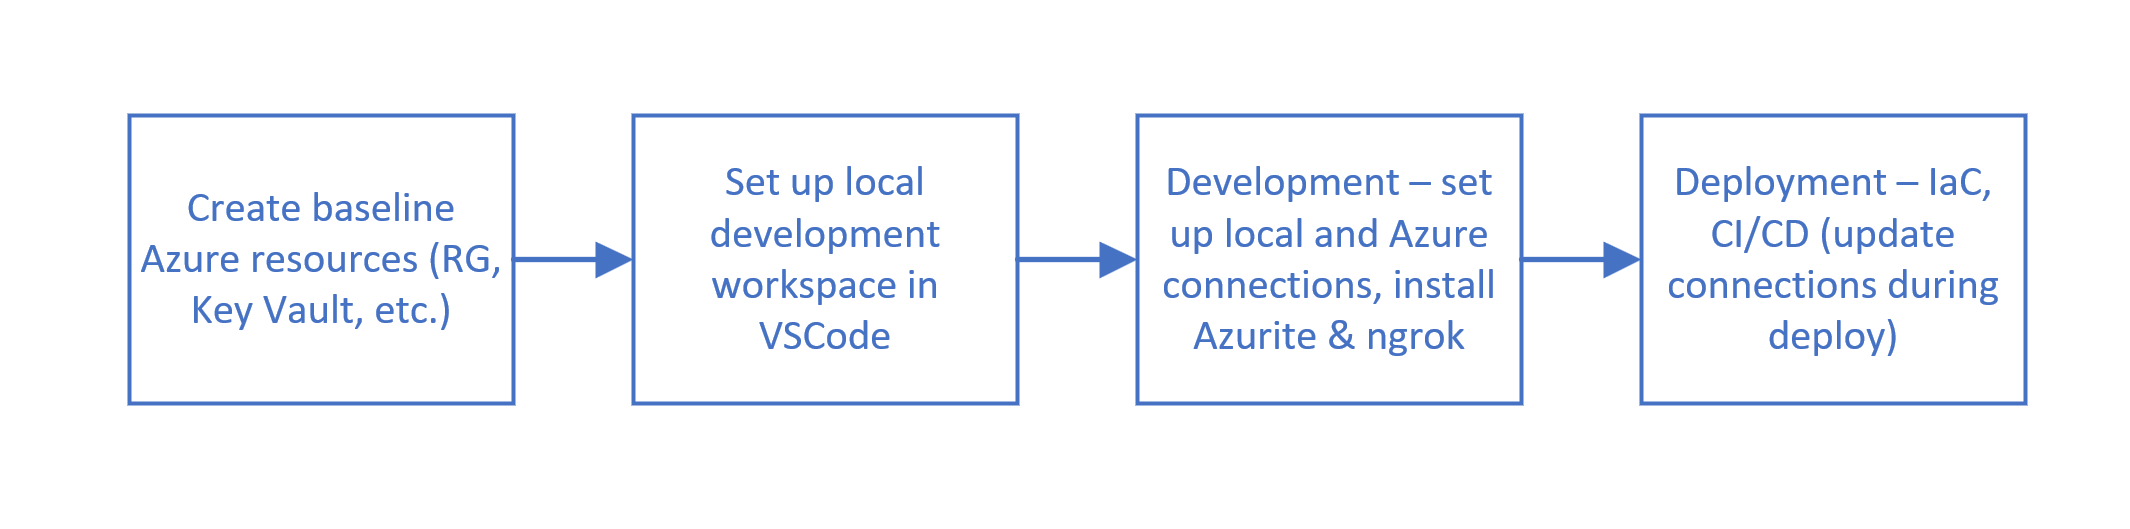 Create baseline
Azure resources (RG,
Key Vault, etc.)
Set up local
development
workspace in
VSCode
Development – set
up local and Azure
connections, install
Azurite & ngrok
Deployment – IaC,
CI/CD (update
connections during
deploy)